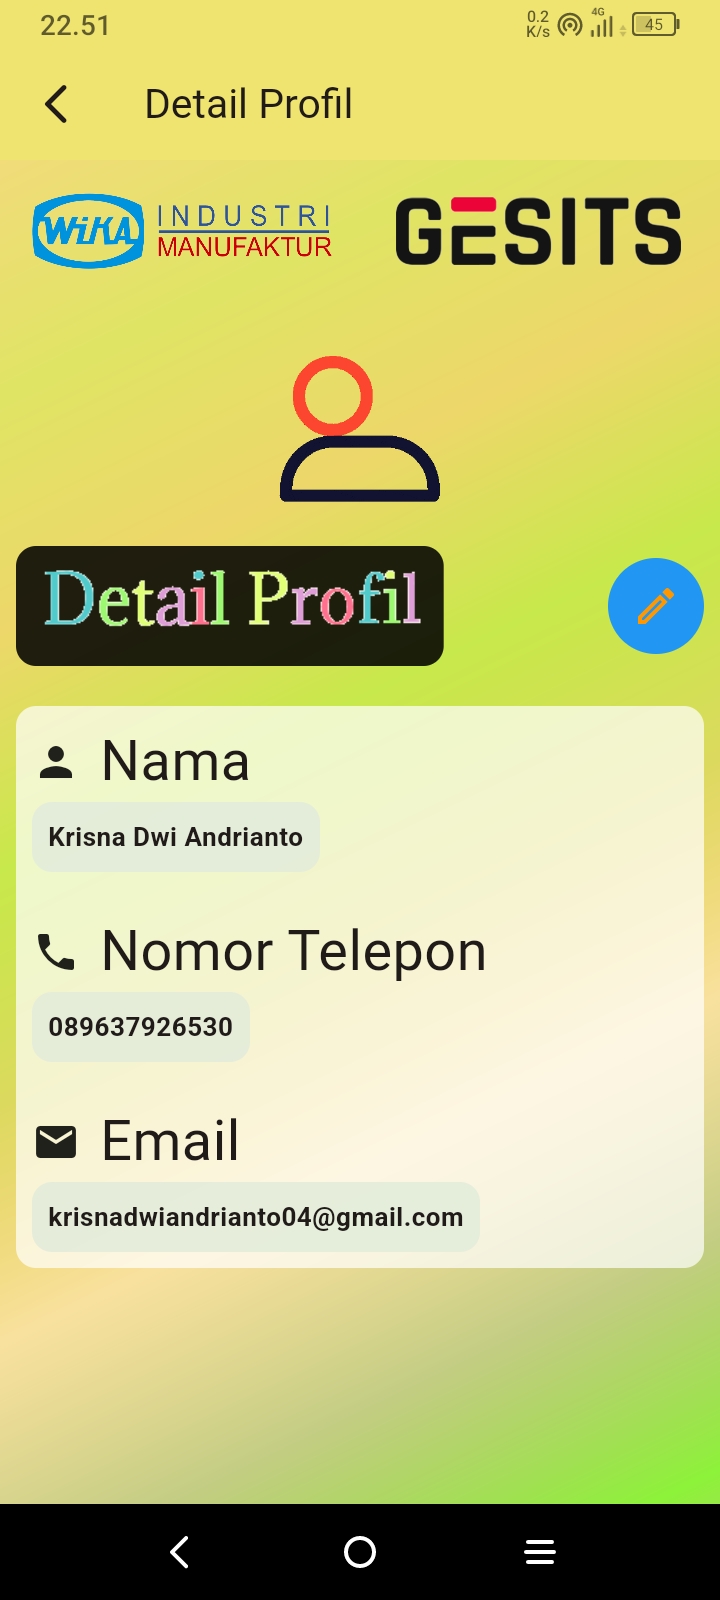 22.51
0.2
K/s
4G
45
Detail Profil
WIKA
INDUSTRI
MANUFAKTUR
GESITS
Detail Profil
Nama
Krisna Dwi Andrianto
Nomor Telepon
089637926530
Email
krisnadwiandrianto04@gmail.com